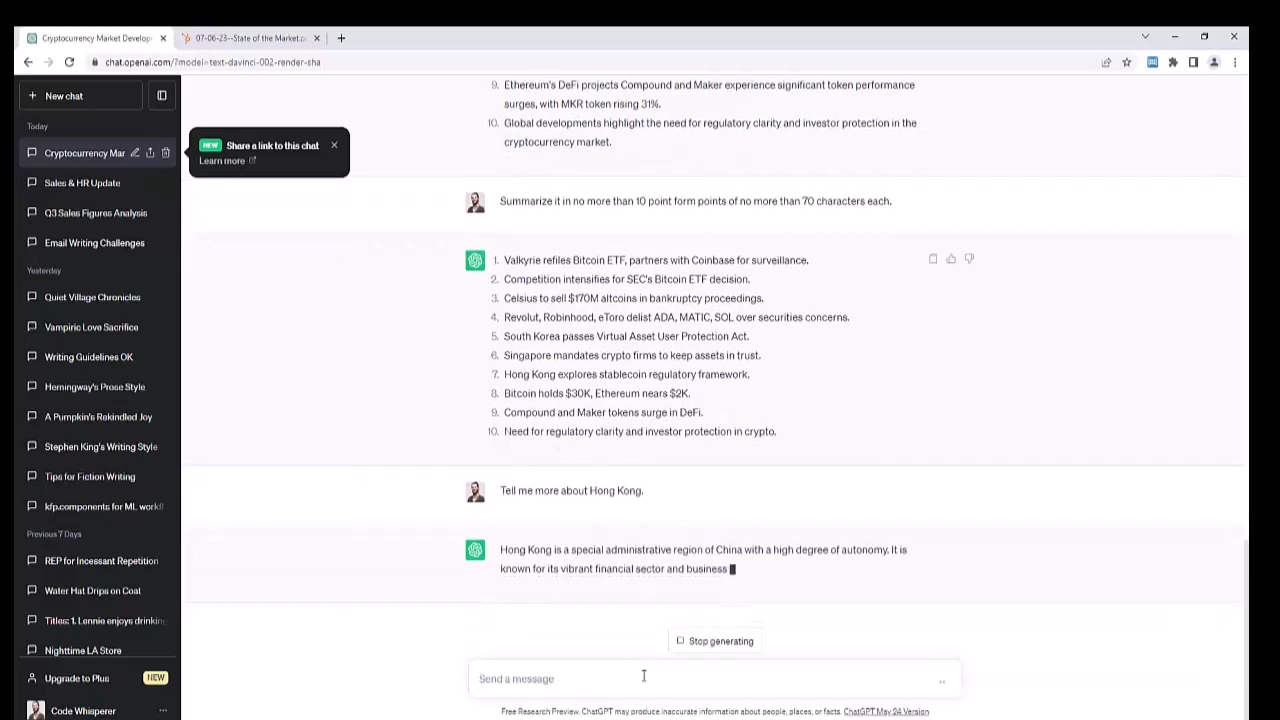 Cryptocurrency Market Develop
07-06-23--State of the Market.p
chat.openai.com/?model=text-davinci-002-render-sha
New chat
Today
Cryptocurrency Mar
NEW Share a link to this chat
Learn more
Sales & HR Update
Q3 Sales Figures Analysis
Email Writing Challenges
Yesterday
Quiet Village Chronicles
Vampiric Love Sacrifice
Writing Guidelines OK
Hemingway's Prose Style
A Pumpkin's Rekindled Joy
Stephen King's Writing Style
Tips for Fiction Writing
kfp.components for ML workfl
Previous 7 Days
REP for Incessant Repetition
Water Hat Drips on Coat
Titles: 1. Lennie enjoys drinkin
Nighttime LA Store
Upgrade to Plus NEW
Code Whisperer
9. Ethereum's DeFi projects Compound and Maker experience significant token performance
surges, with MKR token rising 31%.
10. Global developments highlight the need for regulatory clarity and investor protection in the
cryptocurrency market.
Summarize it in no more than 10 point form points of no more than 70 characters each.
1. Valkyrie refiles Bitcoin ETF, partners with Coinbase for surveillance.
2. Competition intensifies for SEC's Bitcoin ETF decision.
3. Celsius to sell $170M altcoins in bankruptcy proceedings.
4. Revolut, Robinhood, eToro delist ADA, MATIC, SOL over securities concerns.
5. South Korea passes Virtual Asset User Protection Act.
6. Singapore mandates crypto firms to keep assets in trust.
7. Hong Kong explores stablecoin regulatory framework.
8. Bitcoin holds $30K, Ethereum nears $2K.
9. Compound and Maker tokens surge in DeFi.
10. Need for regulatory clarity and investor protection in crypto.
Tell me more about Hong Kong.
Hong Kong is a special administrative region of China with a high degree of autonomy. It is
known for its vibrant financial sector and business
Stop generating
Send a message
Free Research Preview. ChatGPT may produce inaccurate information about people, places, or facts. ChatGPT May 24 Version